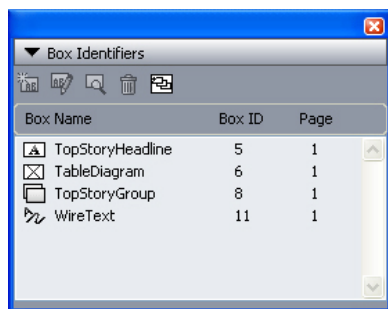 Box Identifiers
Box Name Box ID Page
TopStoryHeadline 5 1
TableDiagram 6 1
TopStoryGroup 8 1
WireText 11 1